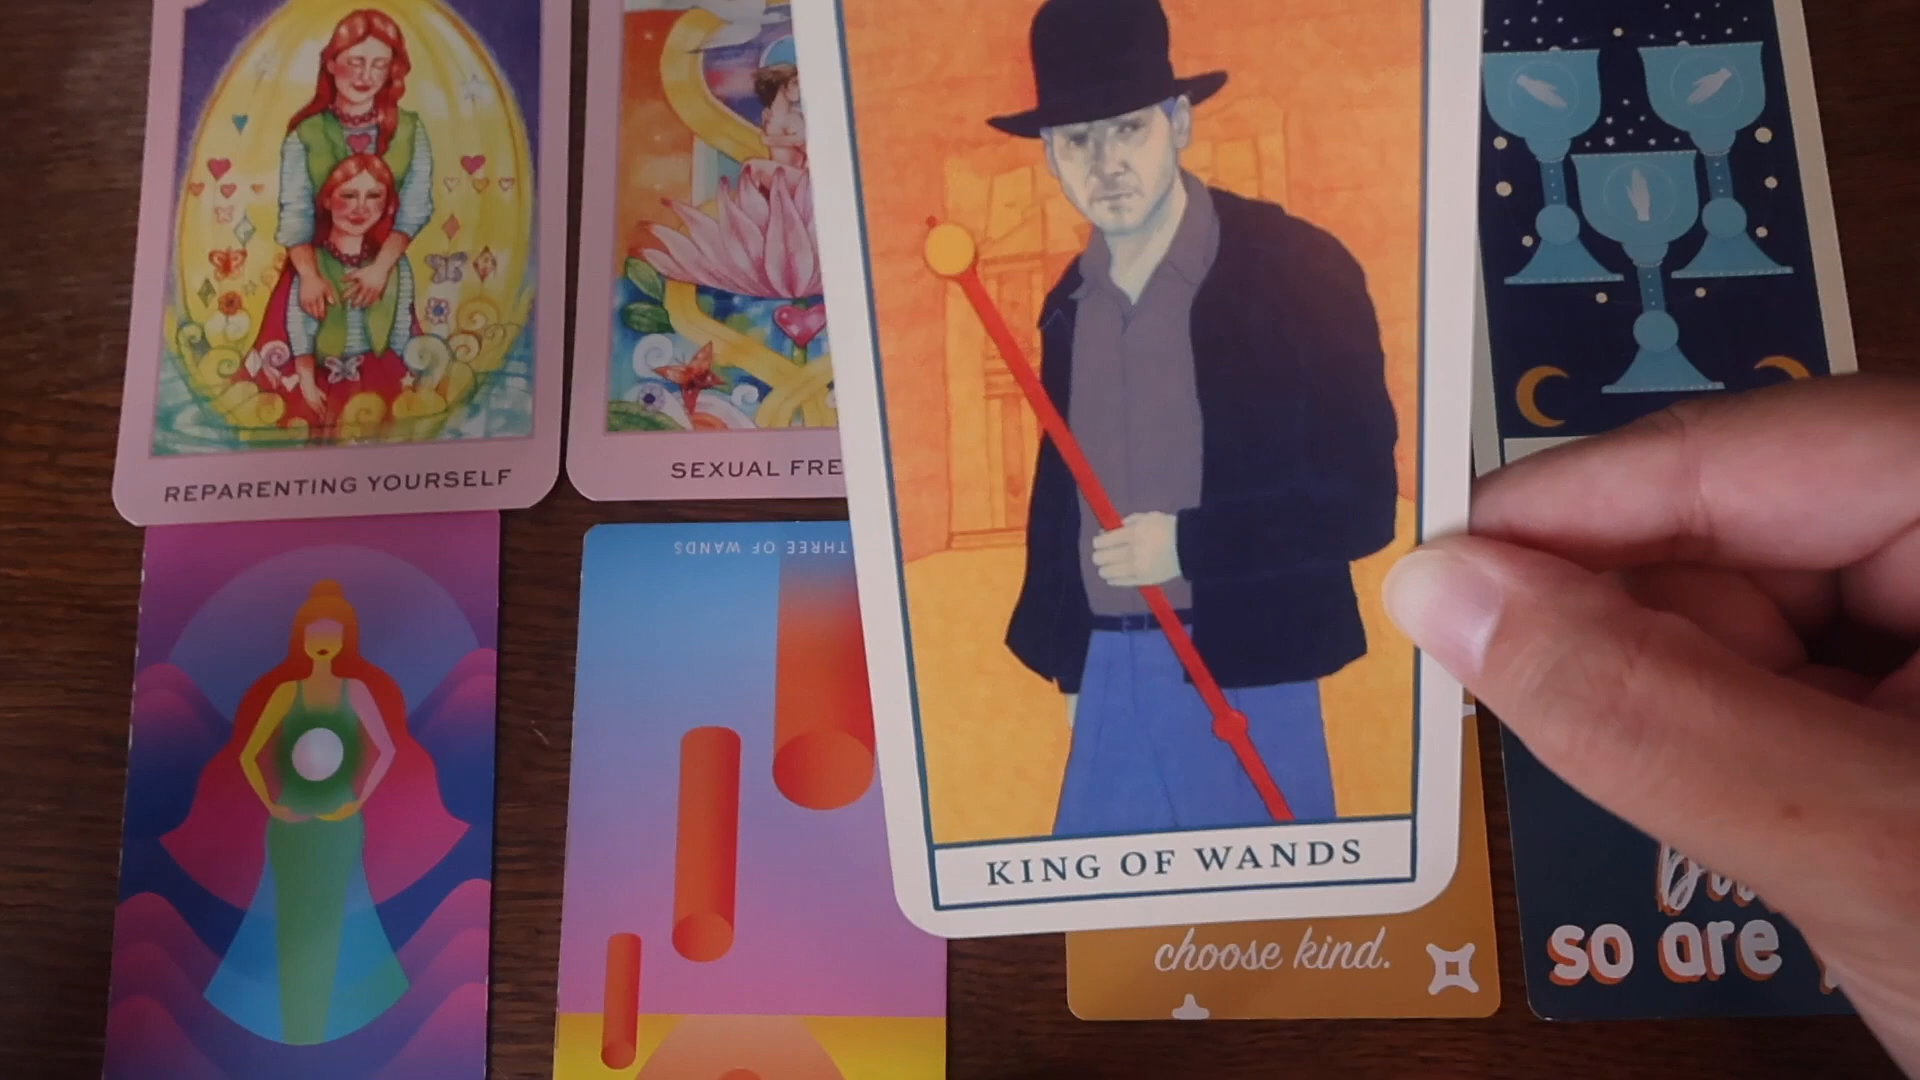 REPARENTING YOURSELF
SEXUAL FRE
THREE OF WANDS
KING OF WANDS
choose kind.
so are